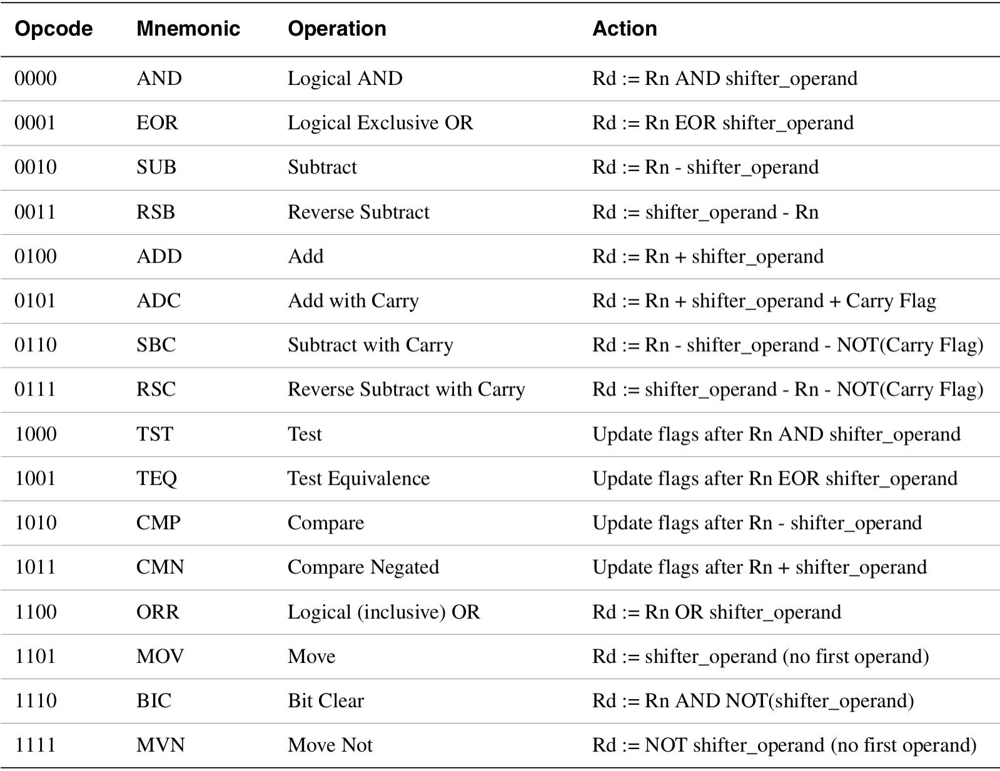 Opcode Mnemonic Operation Action
0000 AND Logical AND Rd := Rn AND shifter_operand
0001 EOR Logical Exclusive OR Rd := Rn EOR shifter_operand
0010 SUB Subtract Rd := Rn - shifter_operand
0011 RSB Reverse Subtract Rd := shifter_operand - Rn
0100 ADD Add Rd := Rn + shifter_operand
0101 ADC Add with Carry Rd := Rn + shifter_operand + Carry Flag
0110 SBC Subtract with Carry Rd := Rn - shifter_operand - NOT(Carry Flag)
0111 RSC Reverse Subtract with Carry Rd := shifter_operand - Rn - NOT(Carry Flag)
1000 TST Test Update flags after Rn AND shifter_operand
1001 TEQ Test Equivalence Update flags after Rn EOR shifter_operand
1010 CMP Compare Update flags after Rn - shifter_operand
1011 CMN Compare Negated Update flags after Rn + shifter_operand
1100 ORR Logical (inclusive) OR Rd := Rn OR shifter_operand
1101 MOV Move Rd := shifter_operand (no first operand)
1110 BIC Bit Clear Rd := Rn AND NOT(shifter_operand)
1111 MVN Move Not Rd := NOT shifter_operand (no first operand)